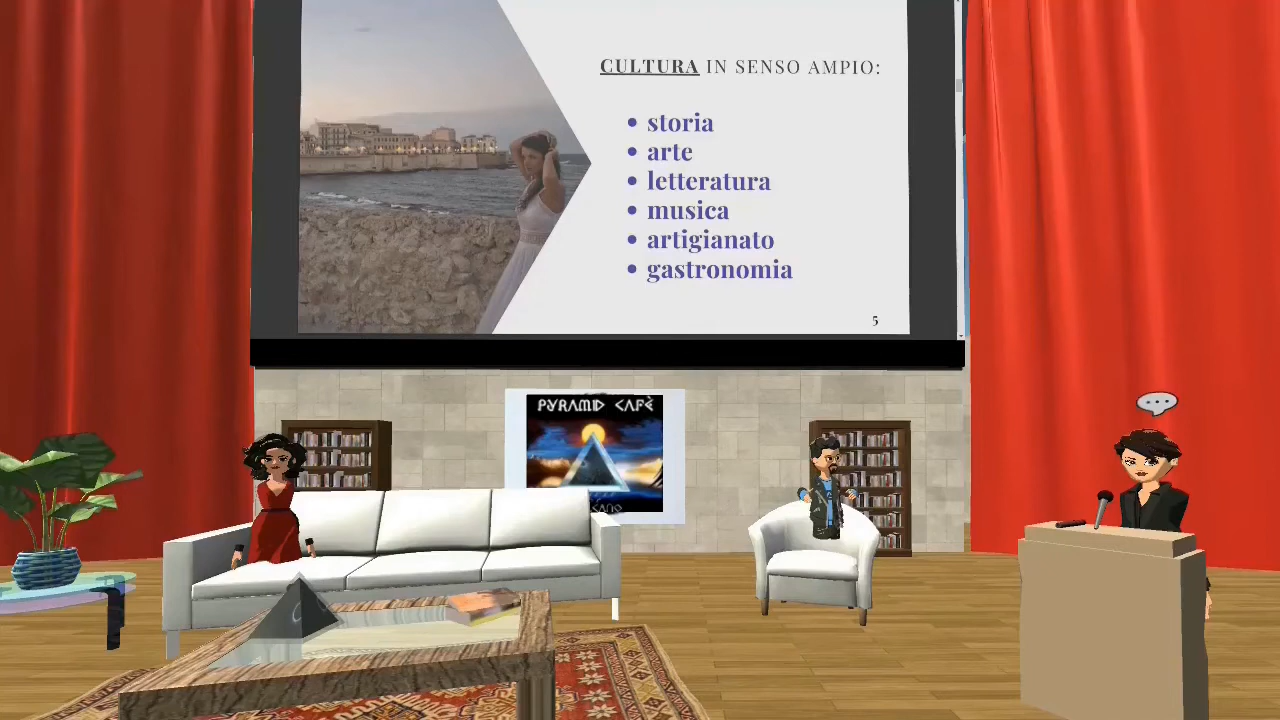 CULTURA IN SENSO AMPIO:
• storia
• arte
• letteratura
• musica
• artigianato
• gastronomia
5
PYRAMID CAFÈ